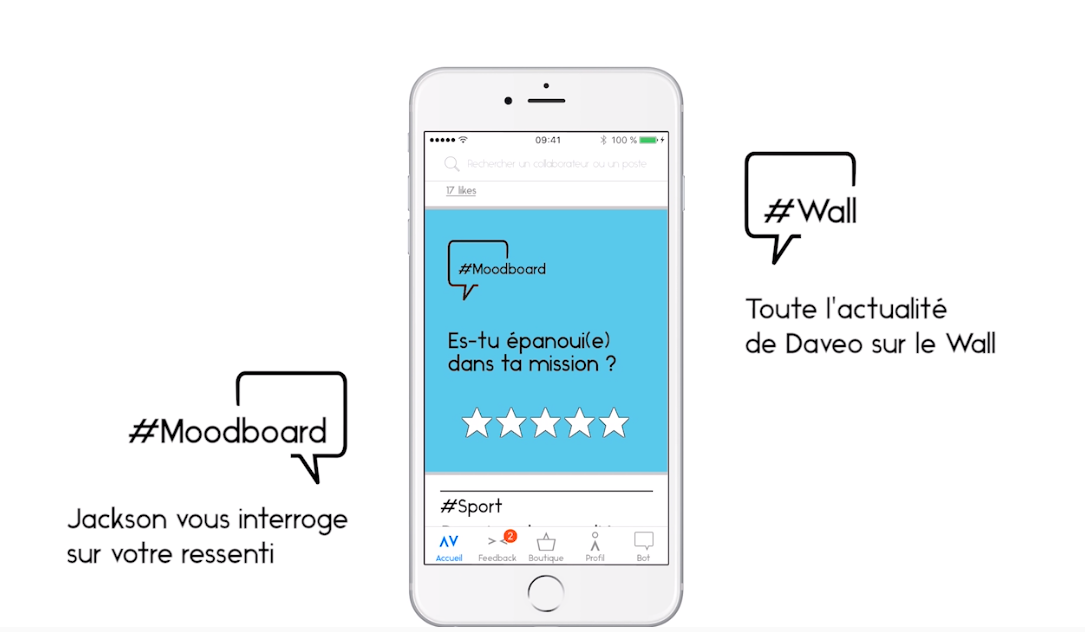 09:41
100 %
Rechercher un collaborateur ou un poste
17 likes
#Moodboard
Es-tu épanoui(e)
dans ta mission ?
#Sport
2
Accueil
Feedback
Boutique
Profil
Bot
#Wall
Toute l'actualité
de Daveo sur le Wall
#Moodboard
Jackson vous interroge
sur votre ressenti